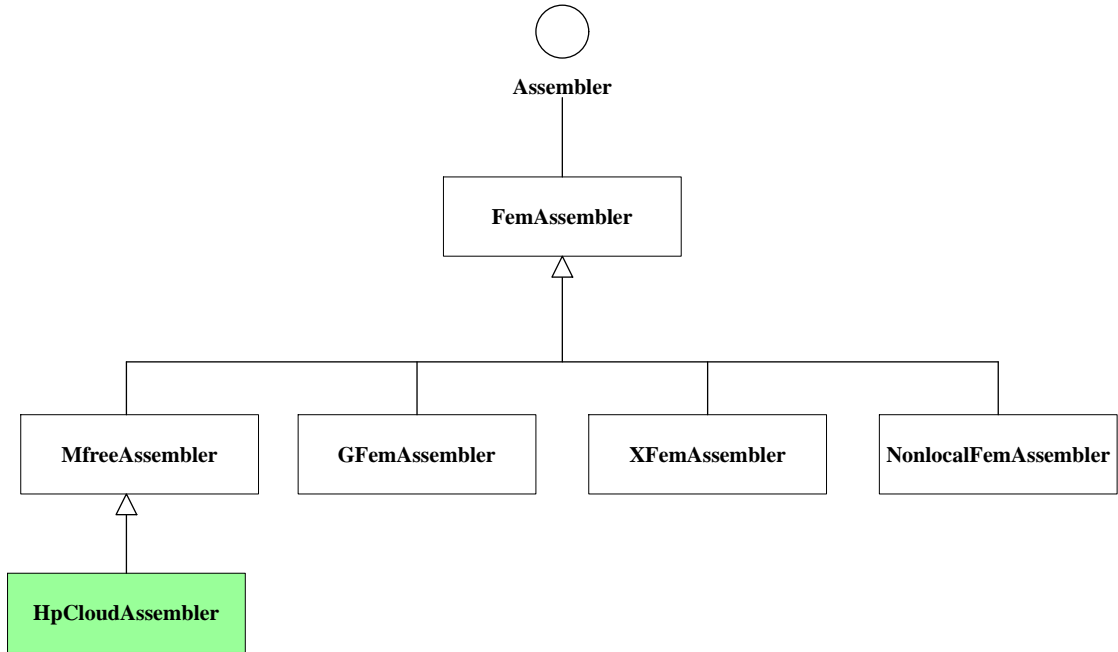 Assembler
FemAssembler
MfreeAssembler
GFemAssembler
XFemAssembler
NonlocalFemAssembler
HpCloudAssembler